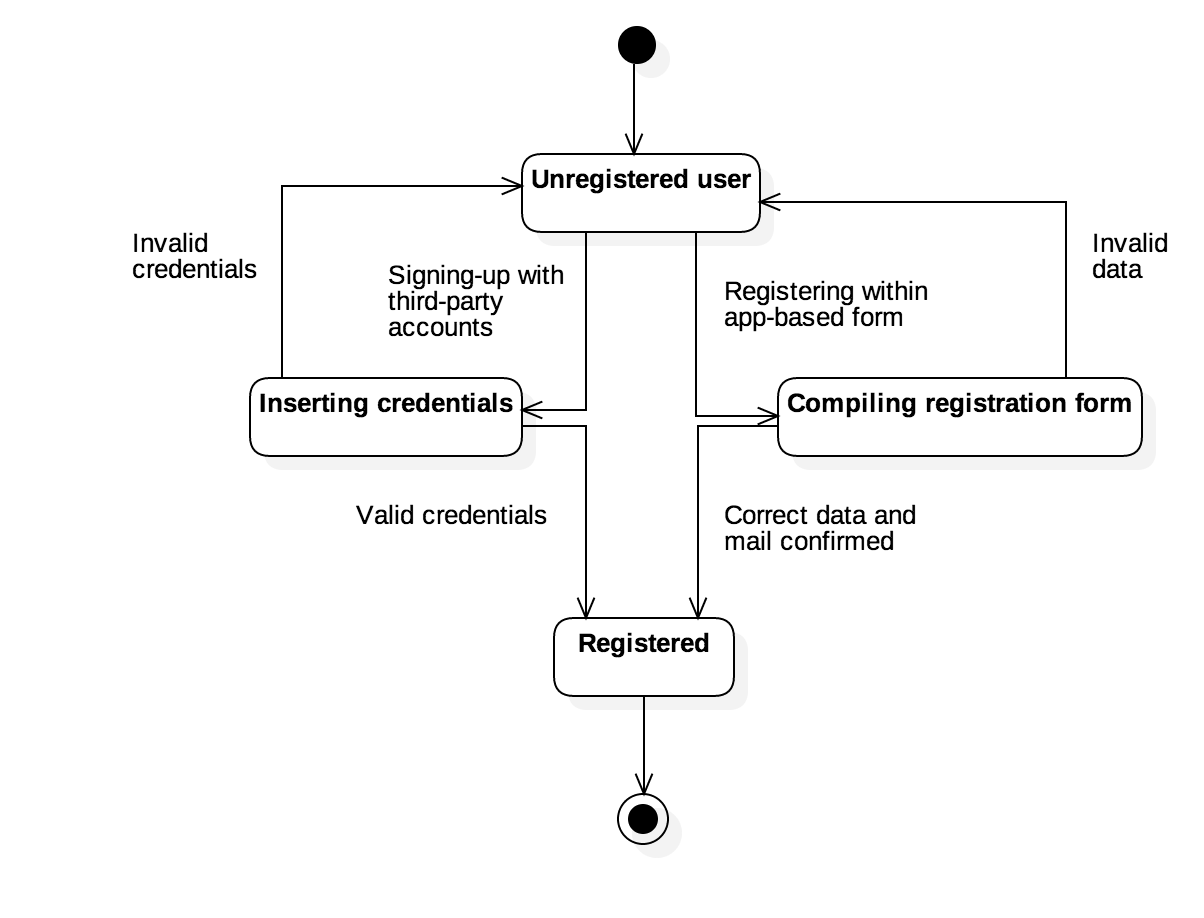 Unregistered user
Invalid
credentials
Signing-up with
third-party
accounts
Registering within
app-based form
Invalid
data
Inserting credentials
Compiling registration form
Valid credentials
Correct data and
mail confirmed
Registered